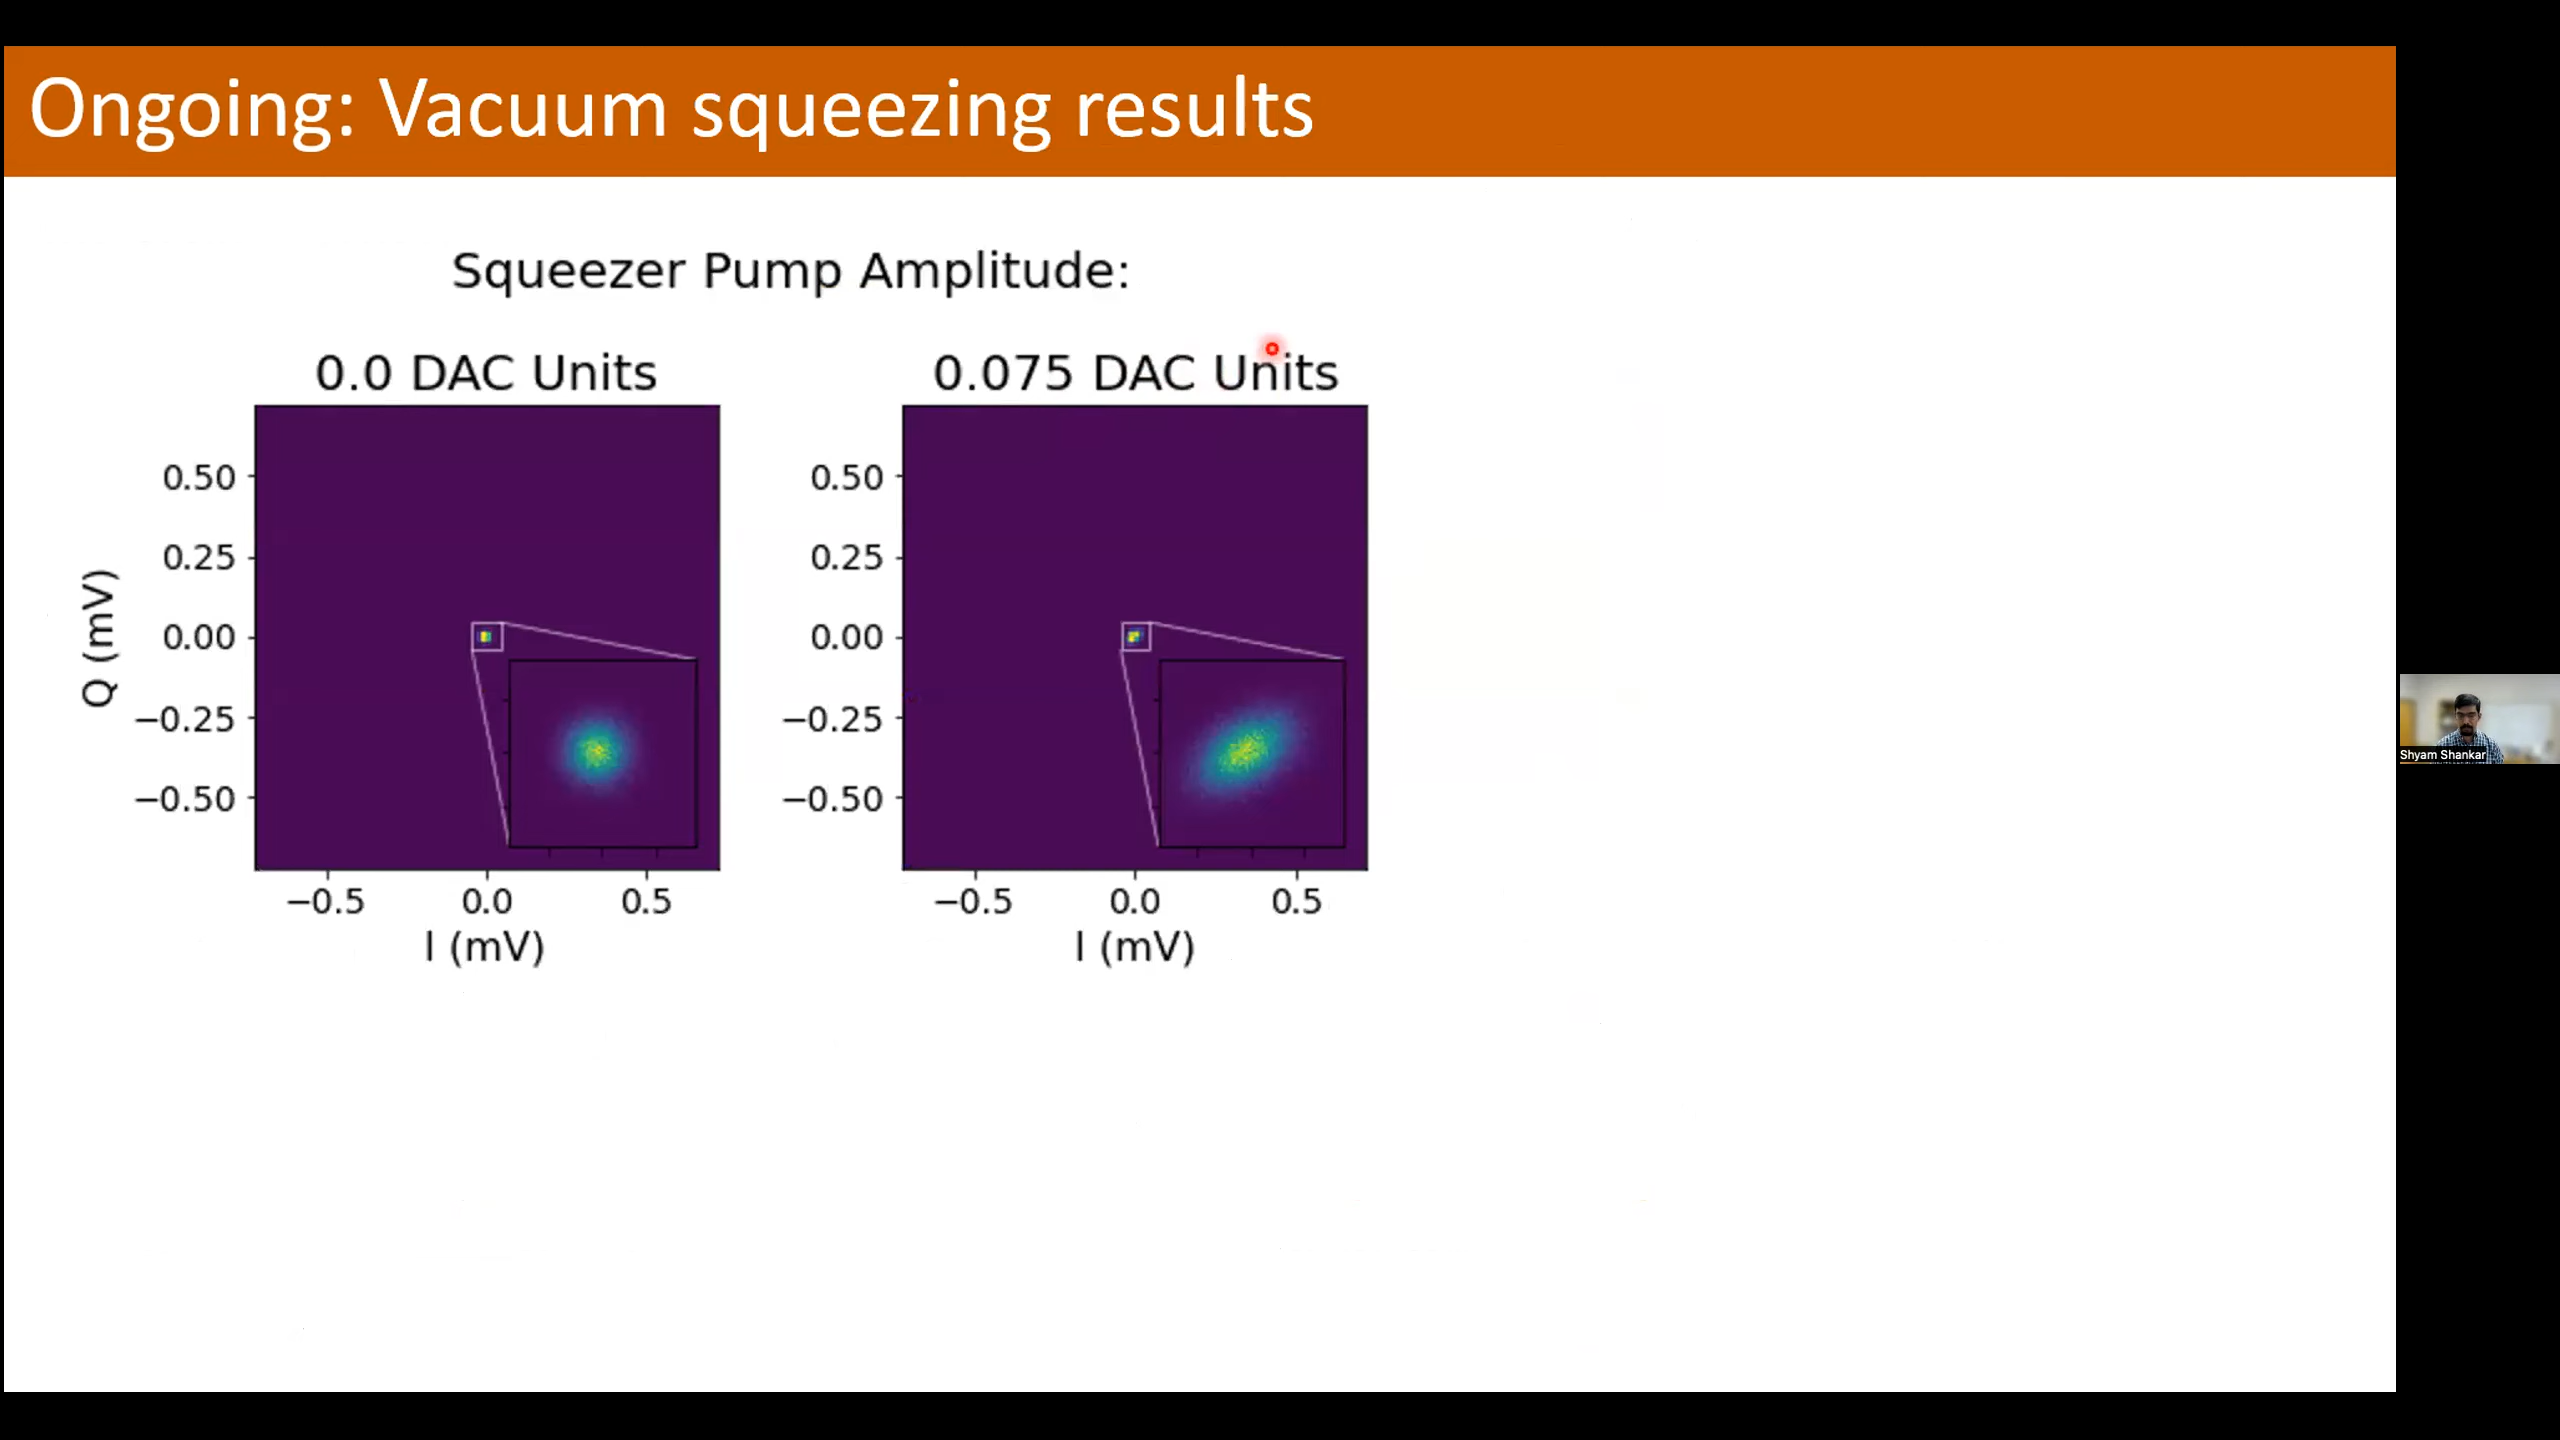 Ongoing: Vacuum squeezing results
Squeezer Pump Amplitude:
0.0 DAC Units
0.075 DAC Units
Q (mV)
0.50
0.25
0.00
−0.25
−0.50
−0.5 0.0 0.5
I (mV)
0.50
0.25
0.00
−0.25
−0.50
−0.5 0.0 0.5
I (mV)
Shyam Shankar